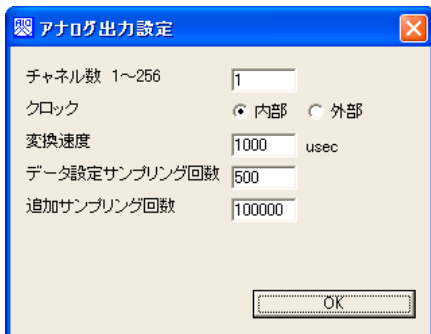 AIO アナログ出力設定
チャネル数 1～256 1
クロック 内部 外部
変換速度 1000 usec
データ設定サンプリング回数 500
追加サンプリング回数 100000
OK